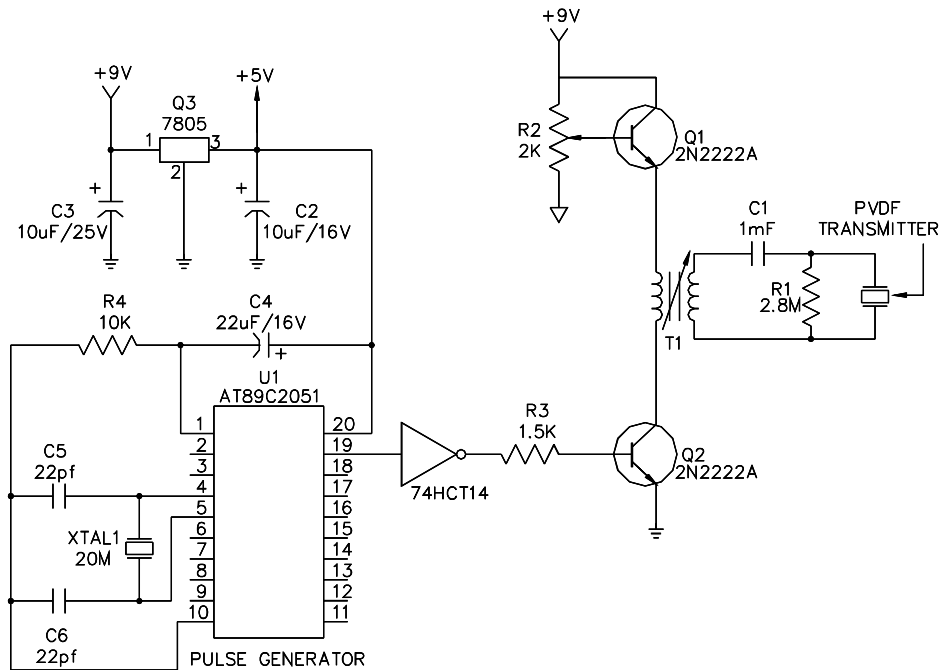 +9V
+9V
+5V
Q3
7805
1
3
2
R2
2K
Q1
2N2222A
C3
10uF/25V
+
+
C2
10uF/16V
C1
1mF
PVDF
TRANSMITTER
R1
2.8M
T1
R4
10K
C4
22uF/16V
+
U1
AT89C2051
1
2
3
4
5
6
7
8
9
10
20
19
18
17
16
15
14
13
12
11
R3
1.5K
74HCT14
Q2
2N2222A
C5
22pf
XTAL1
20M
C6
22pf
PULSE GENERATOR